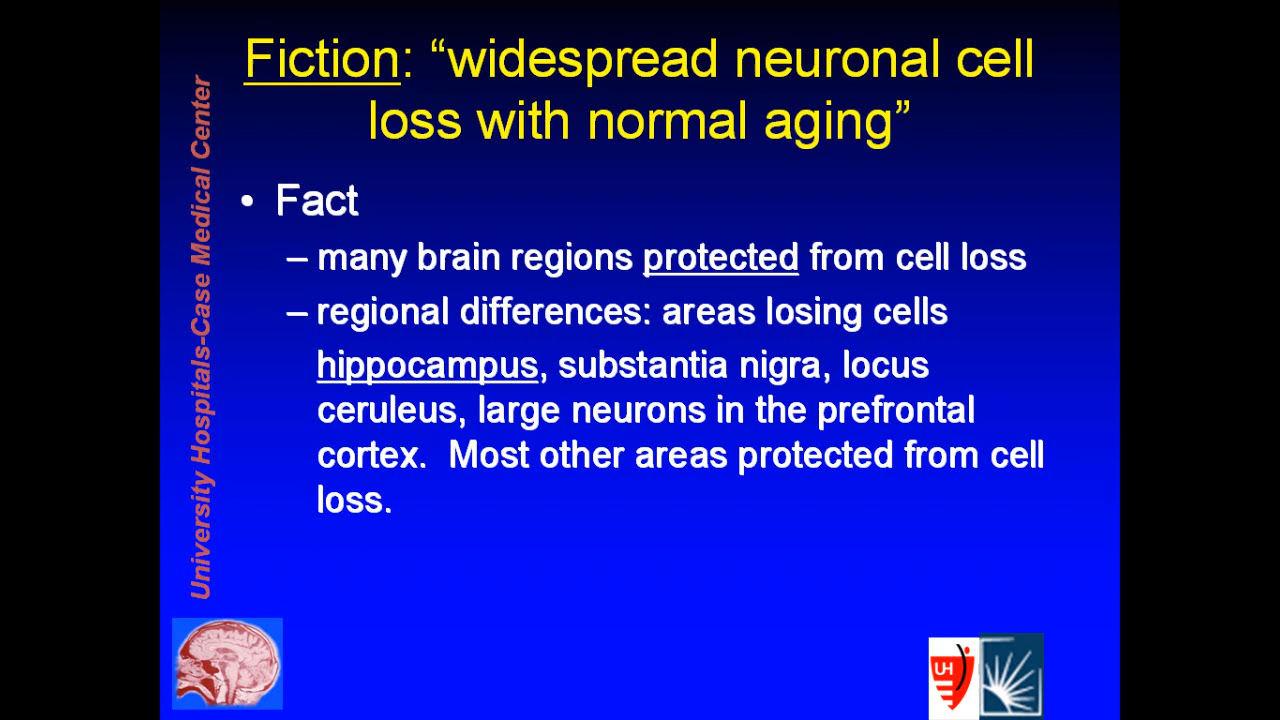 Fiction: “widespread neuronal cell
loss with normal aging”
University Hospitals-Case Medical Center
• Fact
– many brain regions protected from cell loss
– regional differences: areas losing cells
hippocampus, substantia nigra, locus
ceruleus, large neurons in the prefrontal
cortex. Most other areas protected from cell
loss.
UH